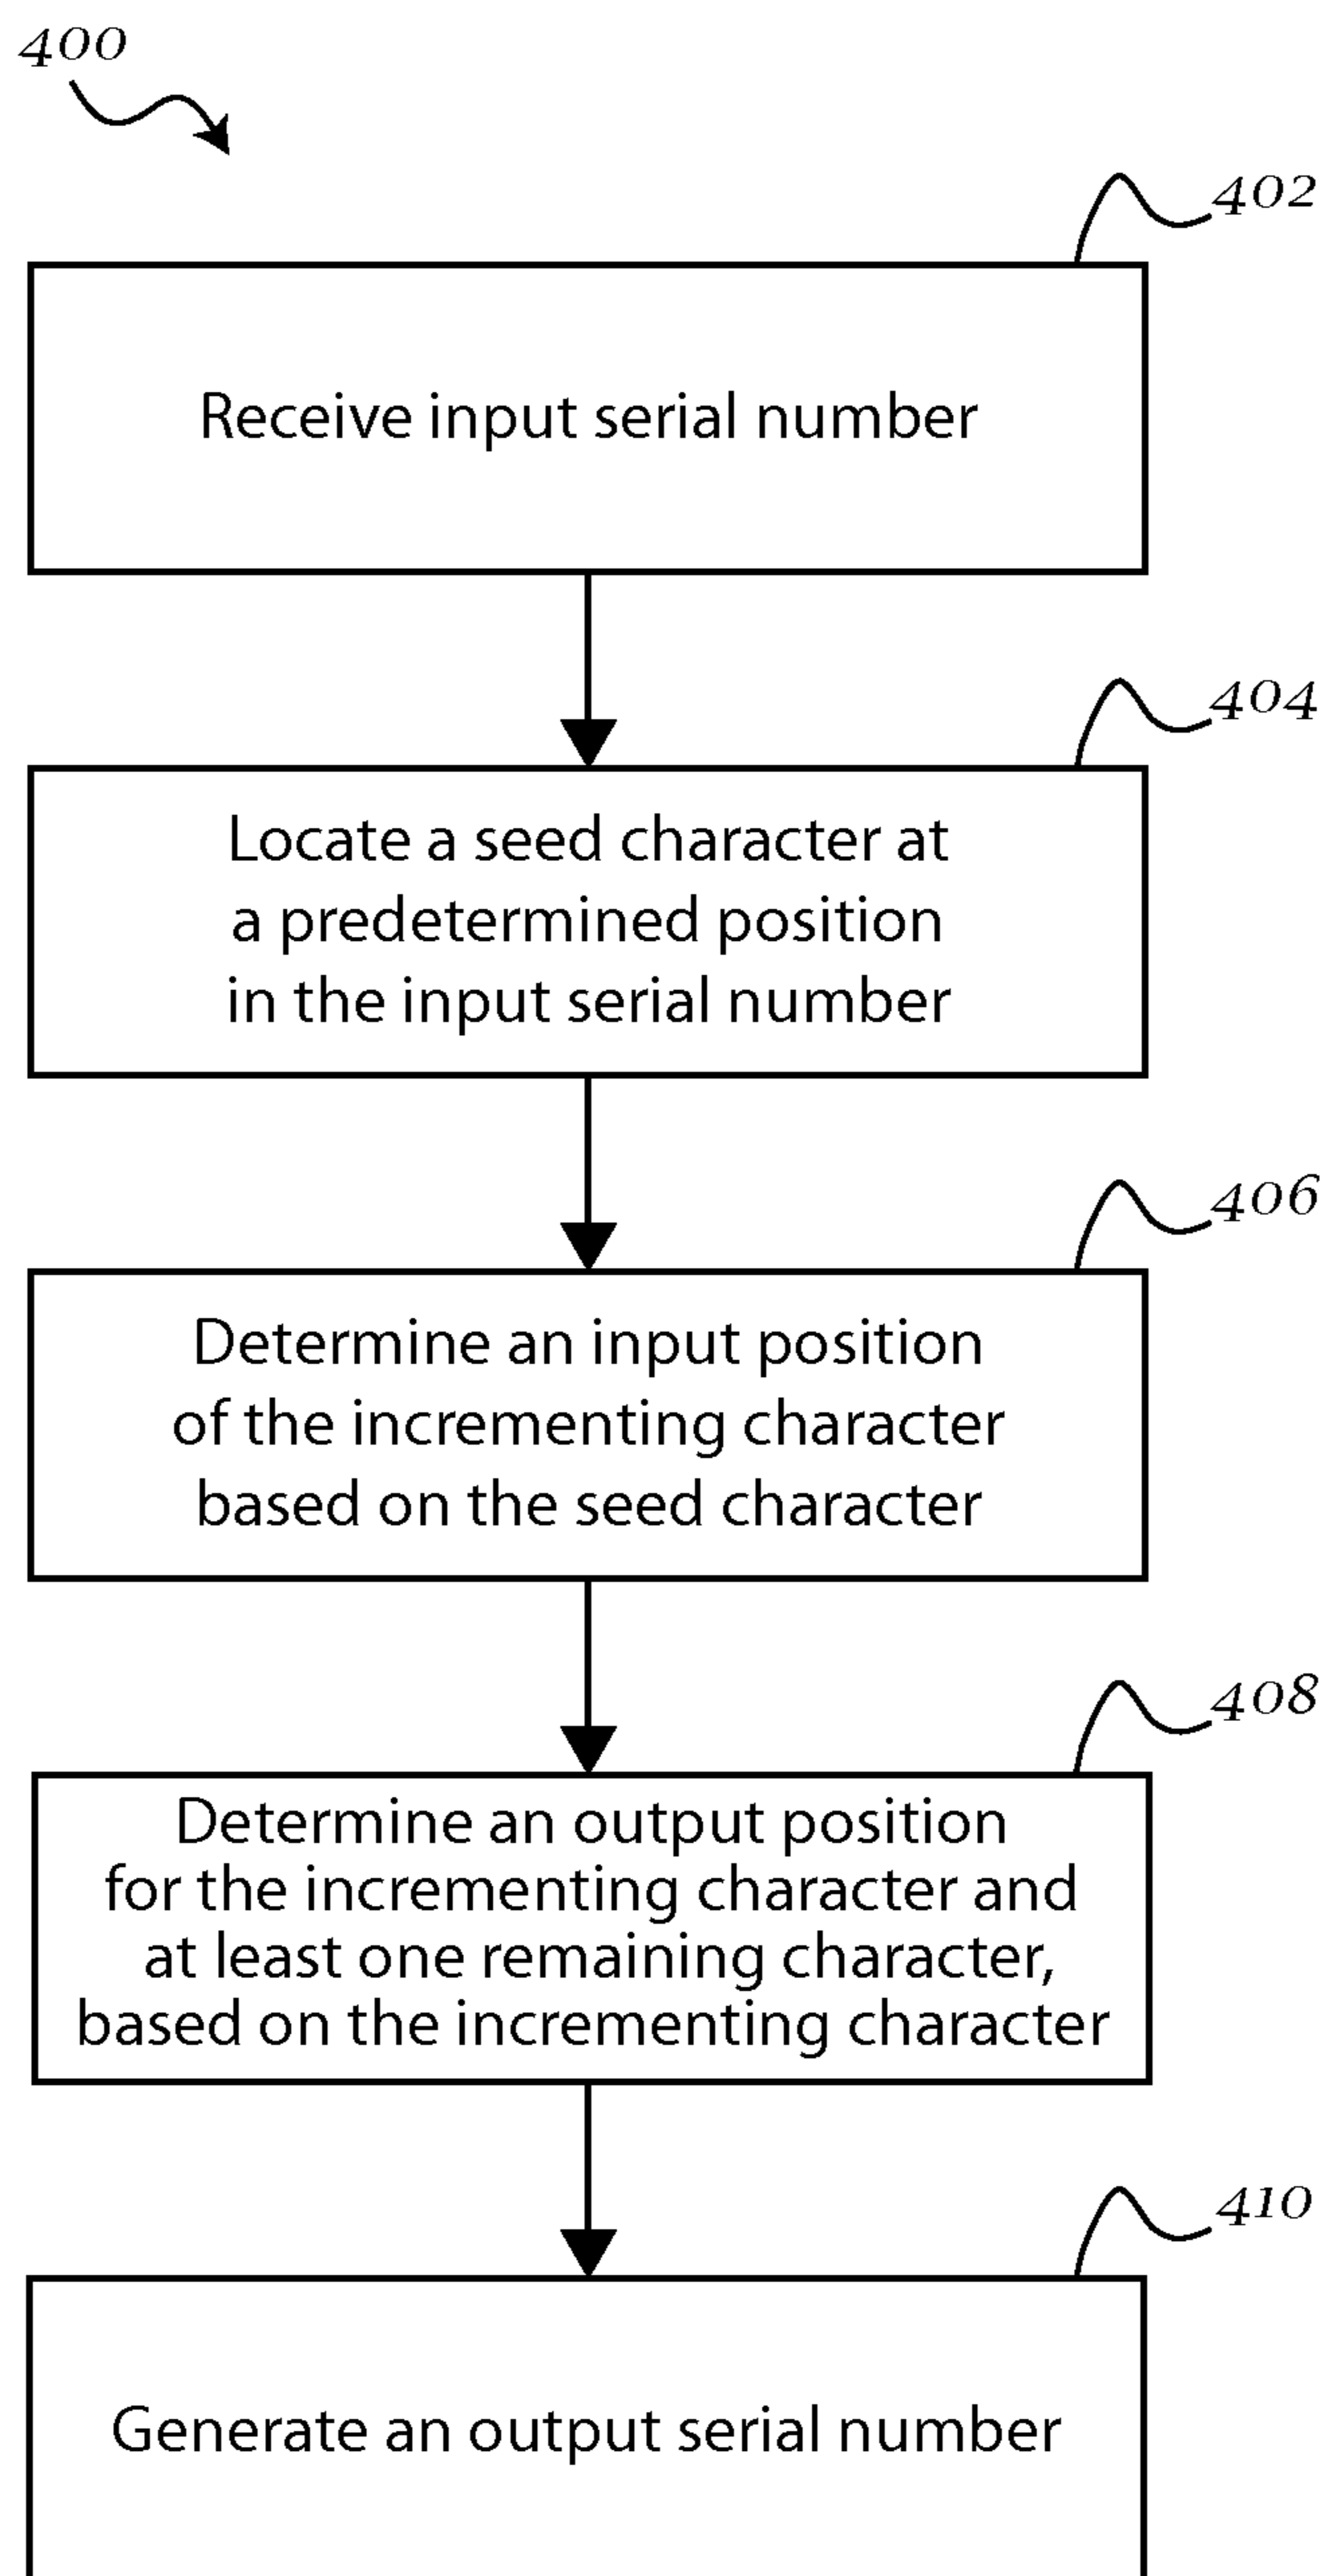 400
402
Receive input serial number
404
Locate a seed character at
a predetermined position
in the input serial number
406
Determine an input position
of the incrementing character
based on the seed character
408
Determine an output position
for the incrementing character and
at least one remaining character,
based on the incrementing character
410
Generate an output serial number